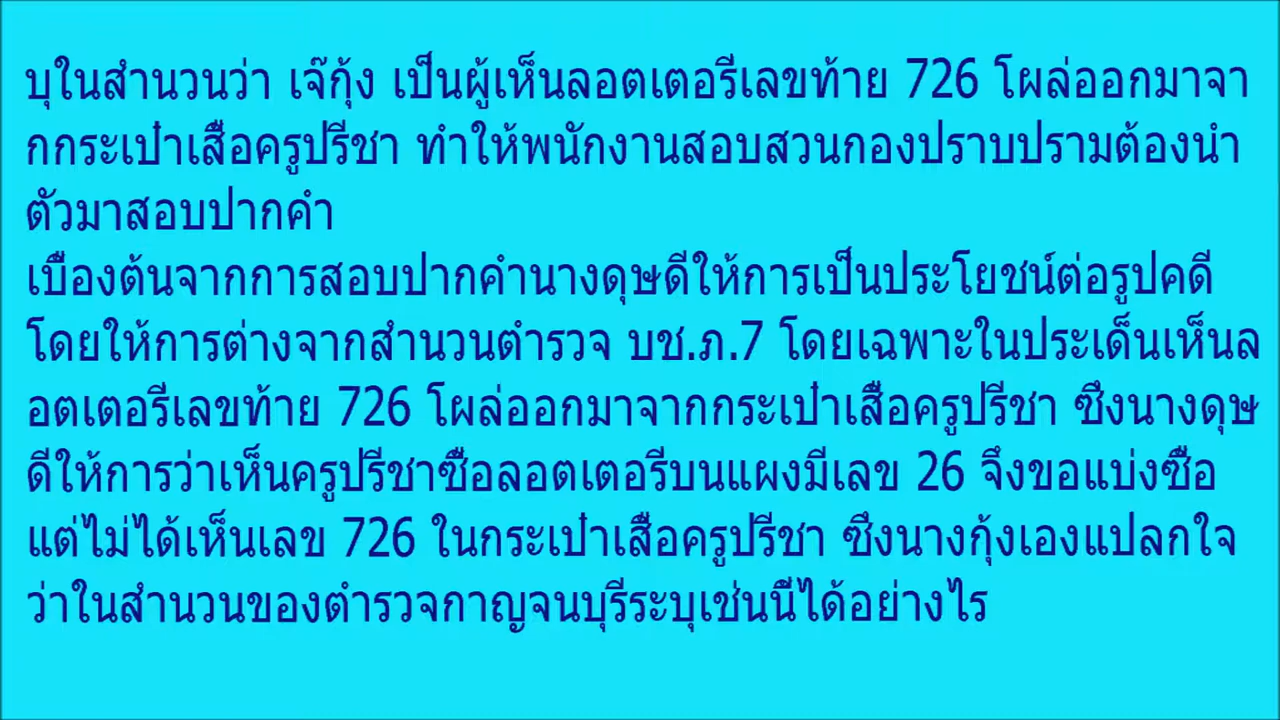 บุในสำนวนว่า เจ๊กุ้ง เป็นผู้เห็นลอตเตอรี่เลขท้าย 726 โผล่ออกมาจา
กกระเป๋าเสื้อครูปรีชา ทำให้พนักงานสอบสวนกองปราบปรามต้องนำ
ตัวมาสอบปากคำ
เบื้องต้นจากการสอบปากคำนางดุษดีให้การเป็นประโยชน์ต่อรูปคดี
โดยให้การต่างจากสำนวนตำรวจ บช.ภ.7 โดยเฉพาะในประเด็นเห็นล
อตเตอรี่เลขท้าย 726 โผล่ออกมาจากกระเป๋าเสื้อครูปรีชา ซึ่งนางดุษ
ดีให้การว่าเห็นครูปรีชาซื้อลอตเตอรี่บนแผงมีเลข 26 จึงขอแบ่งซื้อ
แต่ไม่ได้เห็นเลข 726 ในกระเป๋าเสื้อครูปรีชา ซึ่งนางกุ้งเองแปลกใจ
ว่าในสำนวนของตำรวจกาญจนบุรีระบุเช่นนี้ได้อย่างไร